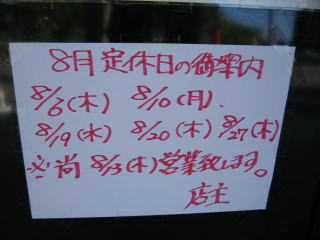 8月定休日の御案内
8/6(木) 8/10(月).
8/19(水) 8/20(木) 8/27(木)
※尚 8/13(木)営業致します。
店主